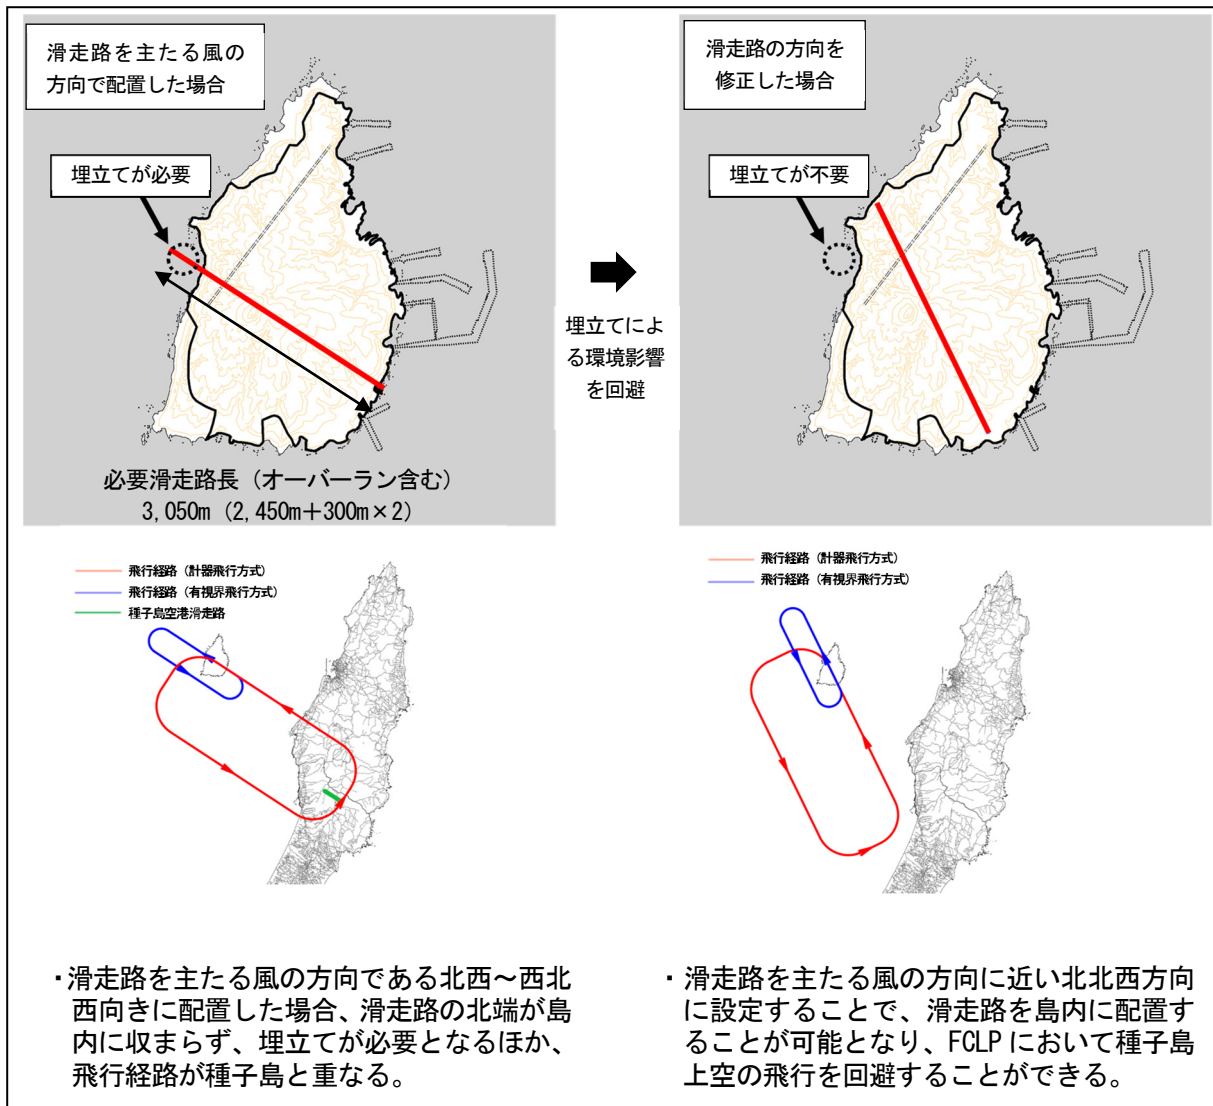 滑走路を主たる風の
方向で配置した場合
埋立てが必要
必要滑走路長（オーバーラン含む）
3,050m（2,450m＋300m×2）
埋立てによ
る環境影響
を回避
滑走路の方向を
修正した場合
埋立てが不要
飛行経路（計器飛行方式）
飛行経路（有視界飛行方式）
種子島空港滑走路
飛行経路（計器飛行方式）
飛行経路（有視界飛行方式）
・滑走路を主たる風の方向である北西～西北
西向きに配置した場合、滑走路の北端が島
内に収まらず、埋立てが必要となるほか、
飛行経路が種子島と重なる。
・滑走路を主たる風の方向に近い北北西方向
に設定することで、滑走路を島内に配置す
ることが可能となり、FCLPにおいて種子島
上空の飛行を回避することができる。